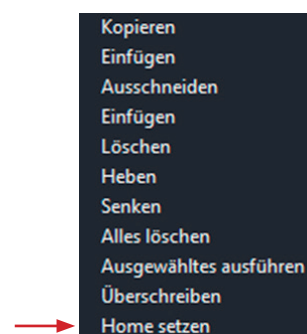 Kopieren
Einfügen
Ausschneiden
Einfügen
Löschen
Heben
Senken
Alles löschen
Ausgewähltes ausführen
Überschreiben
Home setzen